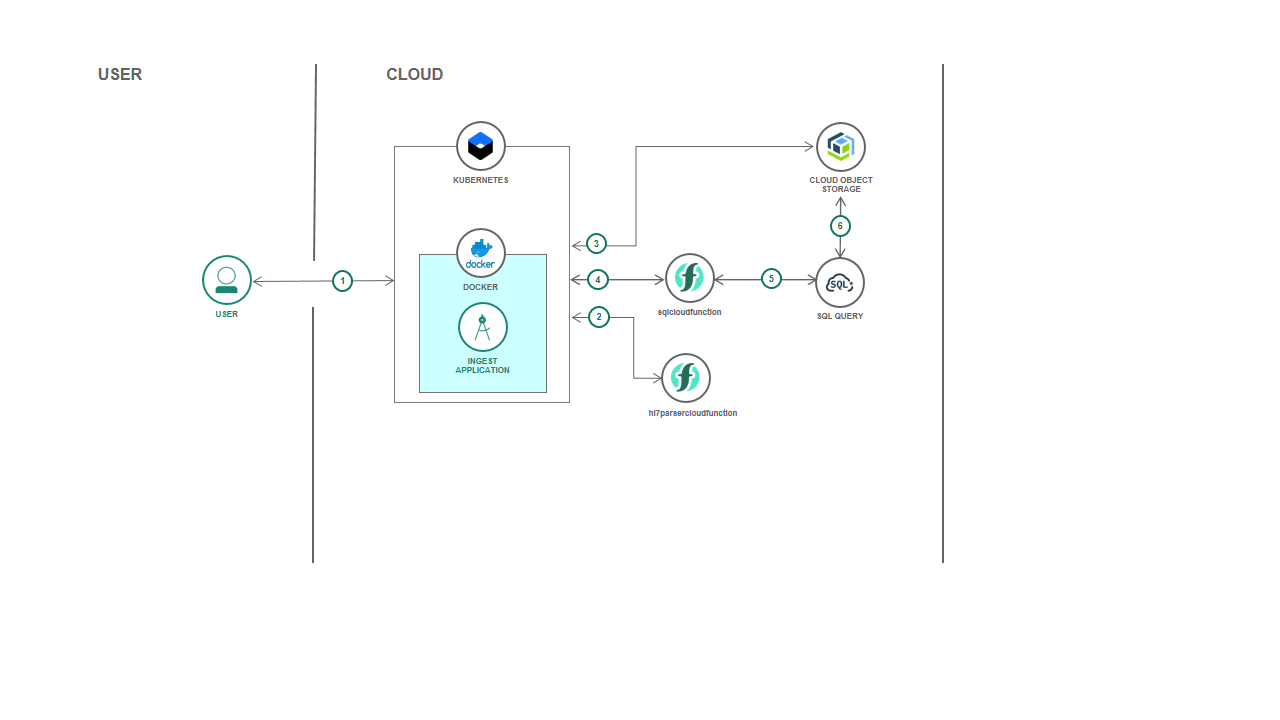 USER
CLOUD
KUBERNETES
CLOUD OBJECT
STORAGE
6
3
docker
DOCKER
1
USER
4
sqlcloudfunction
5
SQL
SQL QUERY
2
INGEST
APPLICATION
hl7parsercloudfunction